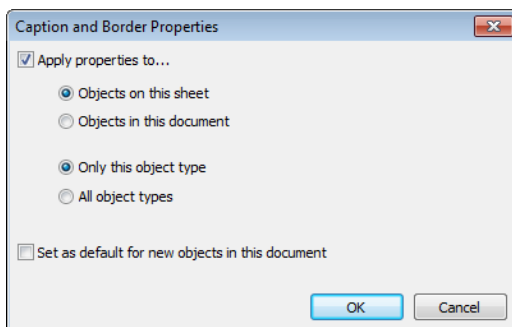 Caption and Border Properties
Apply properties to...
Objects on this sheet
Objects in this document
Only this object type
All object types
Set as default for new objects in this document
OK Cancel